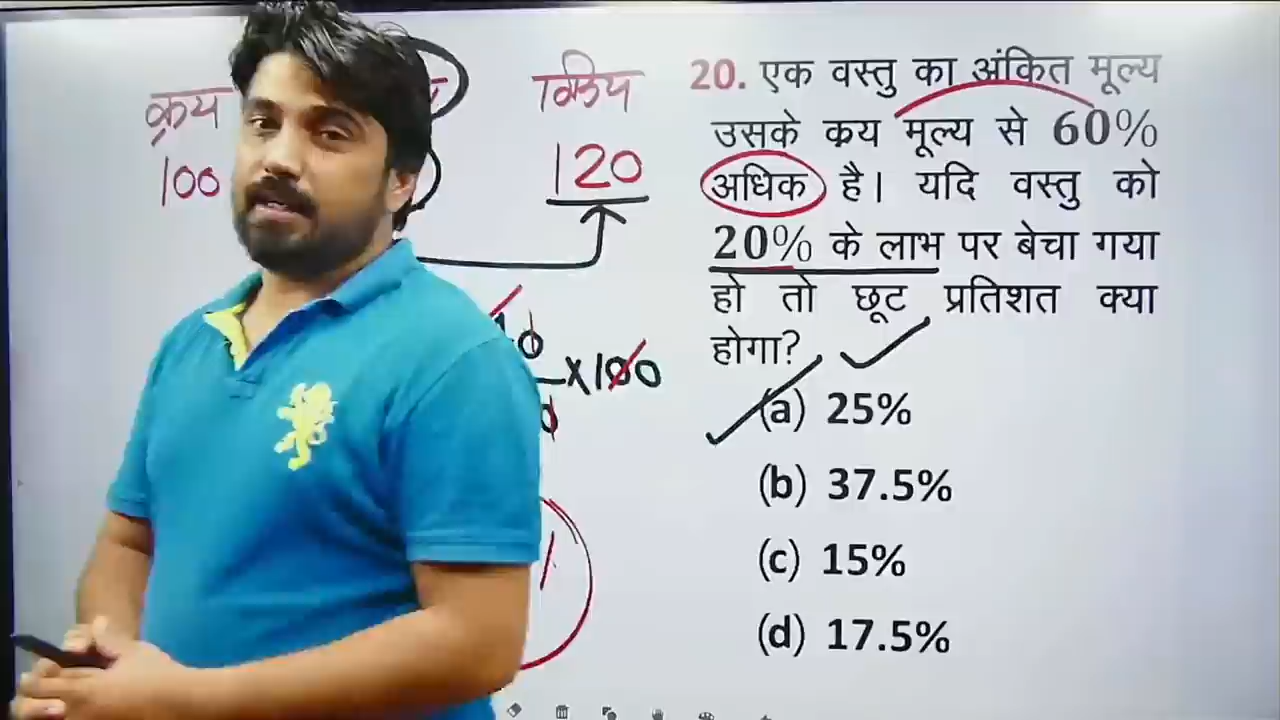 क्रय
विक्रय
100
120
×100
20. एक वस्तु का अंकित मूल्य
उसके क्रय मूल्य से 60%
अधिक है। यदि वस्तु को
20% के लाभ पर बेचा गया
हो तो छूट प्रतिशत क्या
होगा?
(a) 25%
(b) 37.5%
(c) 15%
(d) 17.5%